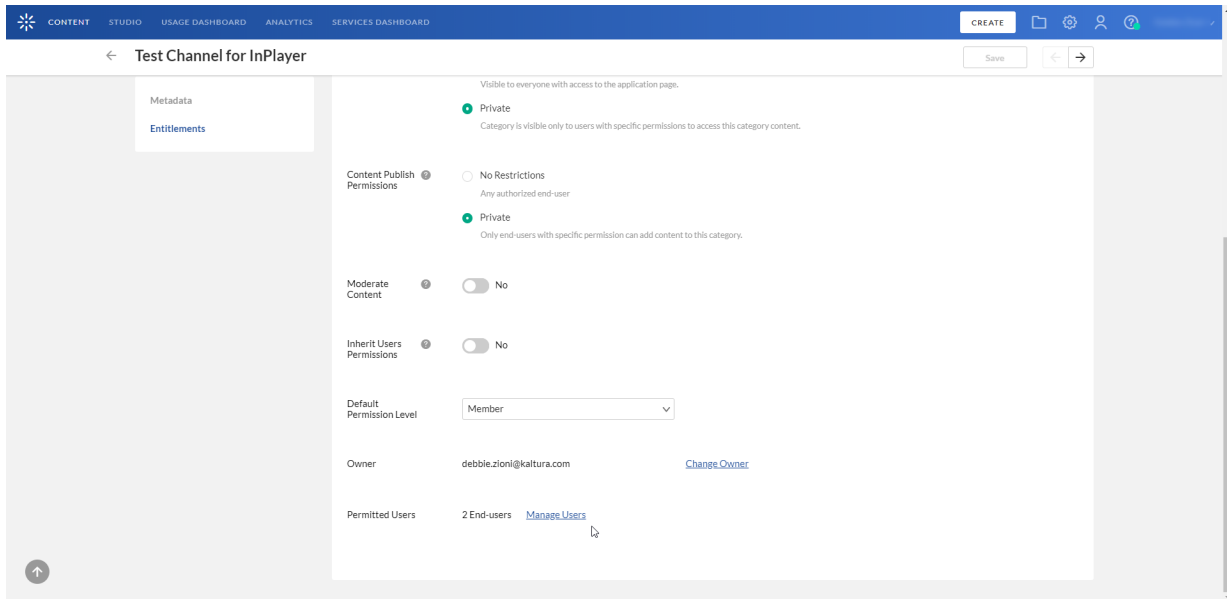 CONTENT STUDIO USAGE DASHBOARD ANALYTICS SERVICES DASHBOARD CREATE
Test Channel for InPlayer Save
Visible to everyone with access to the application page.
Metadata
Entitlements
Private
Category is visible only to users with specific permissions to access this category content.
Content Publish Permissions
No Restrictions
Any authorized end-user
Private
Only end-users with specific permission can add content to this category.
Moderate Content
No
Inherit Users Permissions
No
Default Permission Level
Member
Owner
debbie.zioni@kaltura.com Change Owner
Permitted Users
2 End-users Manage Users